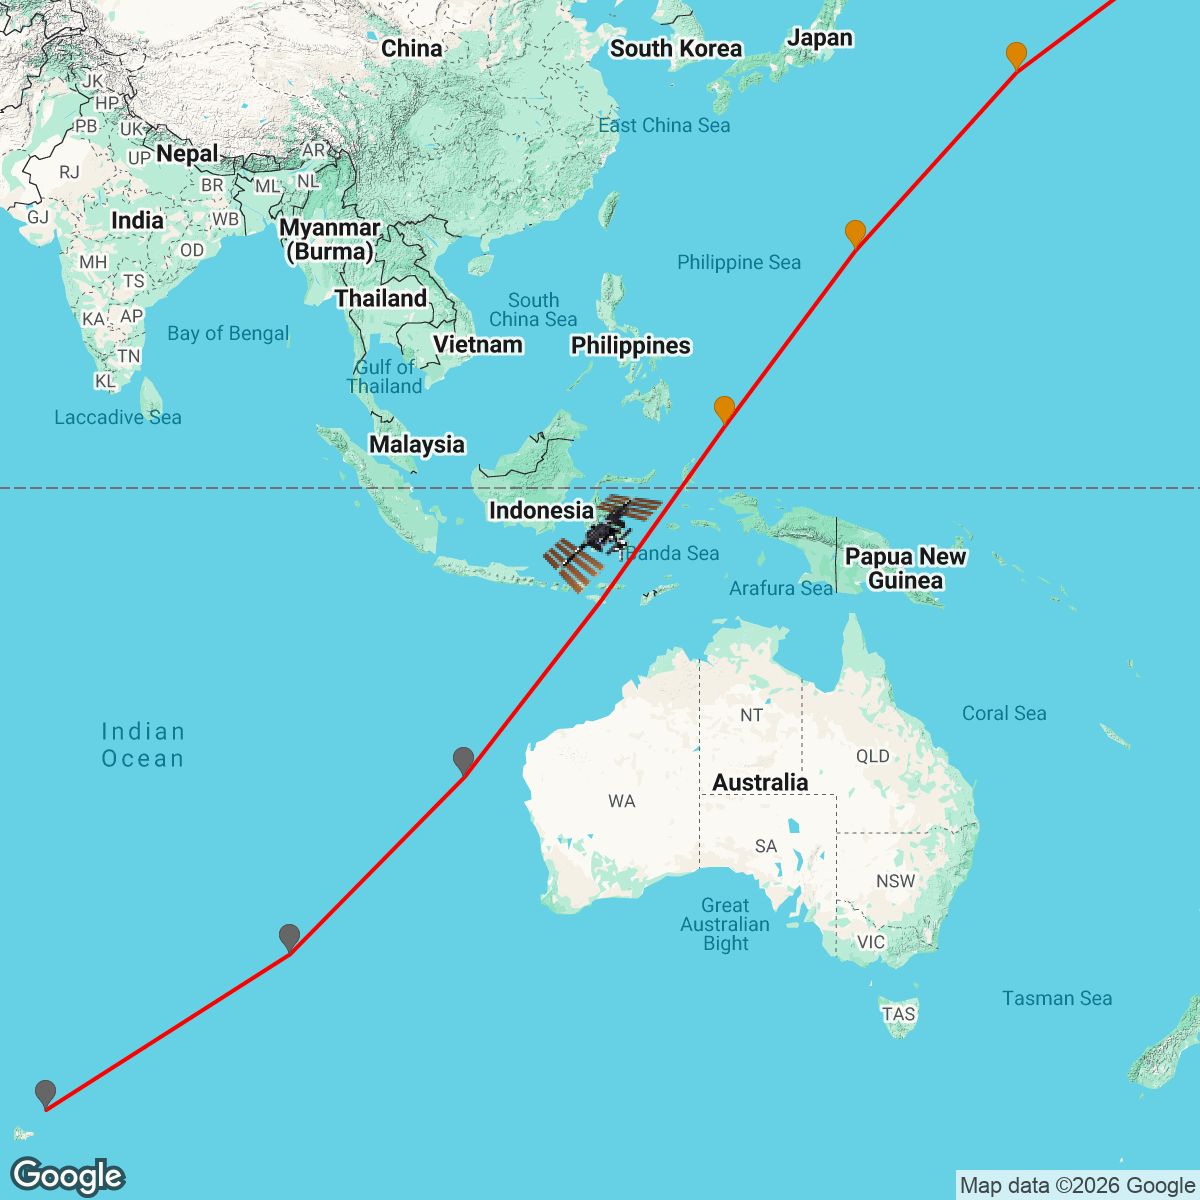 China
South Korea
Japan
JK
HP
PB
UK
East China Sea
Nepal
UP
AR
RJ
BR
ML
NL
GJ
India
WB
Myanmar
(Burma)
OD
MH
Philippine Sea
TS
Thailand
South
China Sea
KA
AP
Bay of Bengal
Vietnam
Philippines
TN
Gulf of
Thailand
KL
Laccadive Sea
Malaysia
Indonesia
Banda Sea
Papua New
Guinea
Arafura Sea
Indian
Ocean
NT
Coral Sea
QLD
Australia
WA
SA
NSW
Great
Australian
Bight
VIC
Tasman Sea
TAS
Google
Map data ©2026 Google